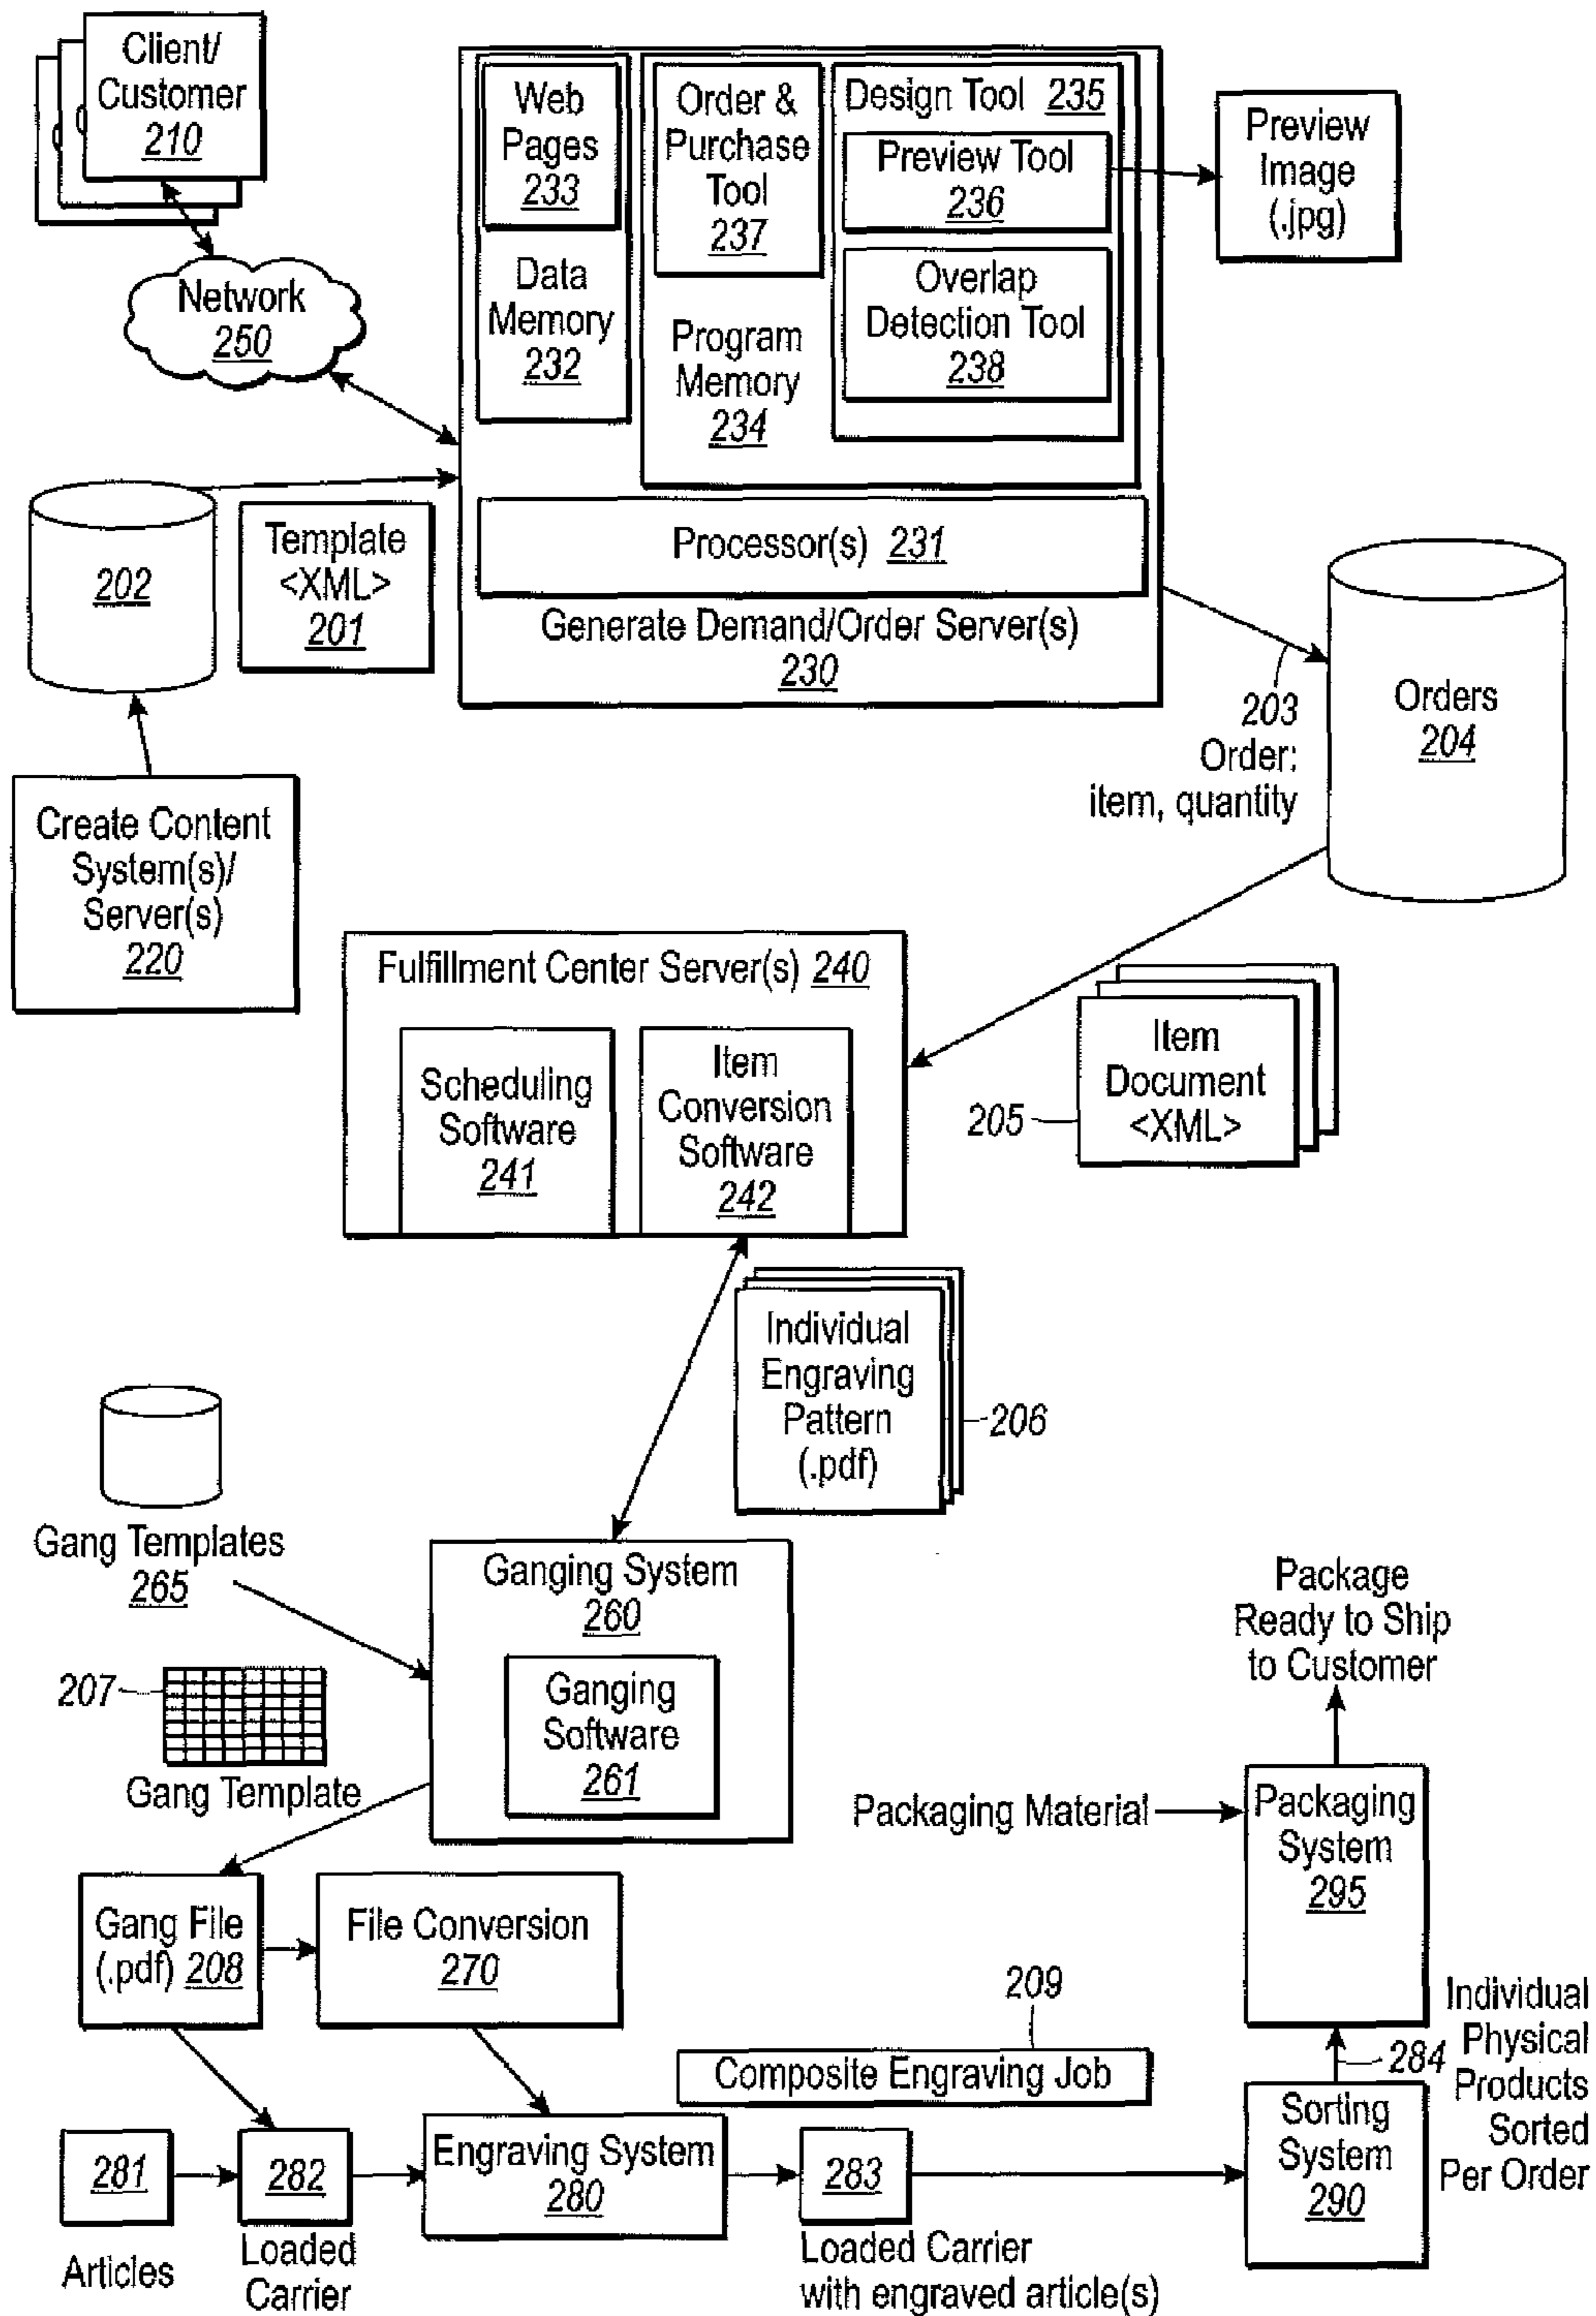 Client/
Customer
210
Network
250
Web
Pages
233
Data
Memory
232
Order &
Purchase
Tool
237
Program
Memory
234
Design Tool 235
Preview Tool
236
Overlap
Detection Tool
238
Preview
Image
(.jpg)
Processor(s) 231
Generate Demand/Order Server(s)
230
202
Template
<XML>
201
Create Content
System(s)/
Server(s)
220
203
Order:
item, quantity
Orders
204
Fulfillment Center Server(s) 240
Scheduling
Software
241
Item
Conversion
Software
242
205
Item
Document
<XML>
Individual
Engraving
Pattern
(.pdf)
206
Gang Templates
265
207
Gang Template
Ganging System
260
Ganging
Software
261
Gang File
(.pdf) 208
File Conversion
270
Package
Ready to Ship
to Customer
Packaging Material
Packaging
System
295
209
Composite Engraving Job
284
Individual
Physical
Products
Sorted
Per Order
281
Articles
282
Loaded
Carrier
Engraving System
280
283
Loaded Carrier
with engraved article(s)
Sorting
System
290